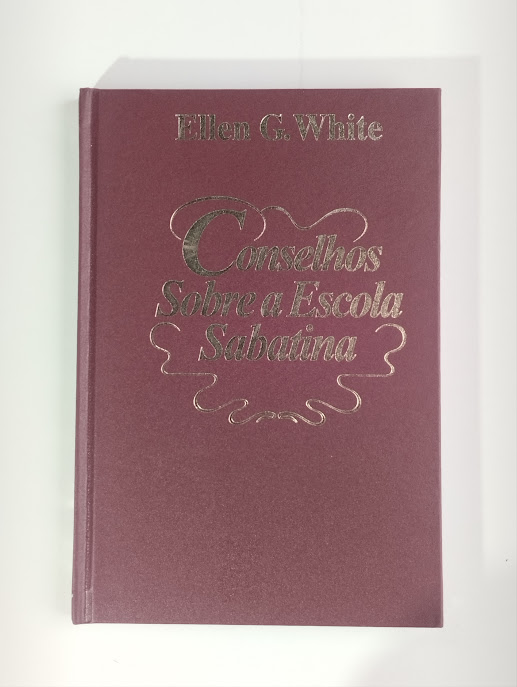 Ellen G. White
Conselhos
Sobre a Escola
Sabatina